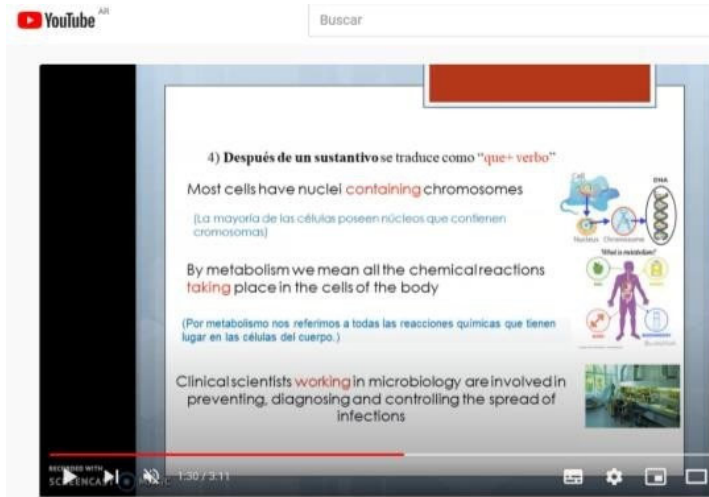 YouTube AR
Buscar
4) Después de un sustantivo se traduce como “que+ verbo”
Most cells have nuclei containing chromosomes
(La mayoría de las células poseen núcleos que contienen
cromosomas)
Cell
DNA
Nucleus Chromosome
By metabolism we mean all the chemical reactions
taking place in the cells of the body
What is metabolism?
(Por metabolismo nos referimos a todas las reacciones químicas que tienen
lugar en las células del cuerpo.)
Clinical scientists working in microbiology are involved in
preventing, diagnosing and controlling the spread of
infections
RECORDED WITH
1:30 / 3:11